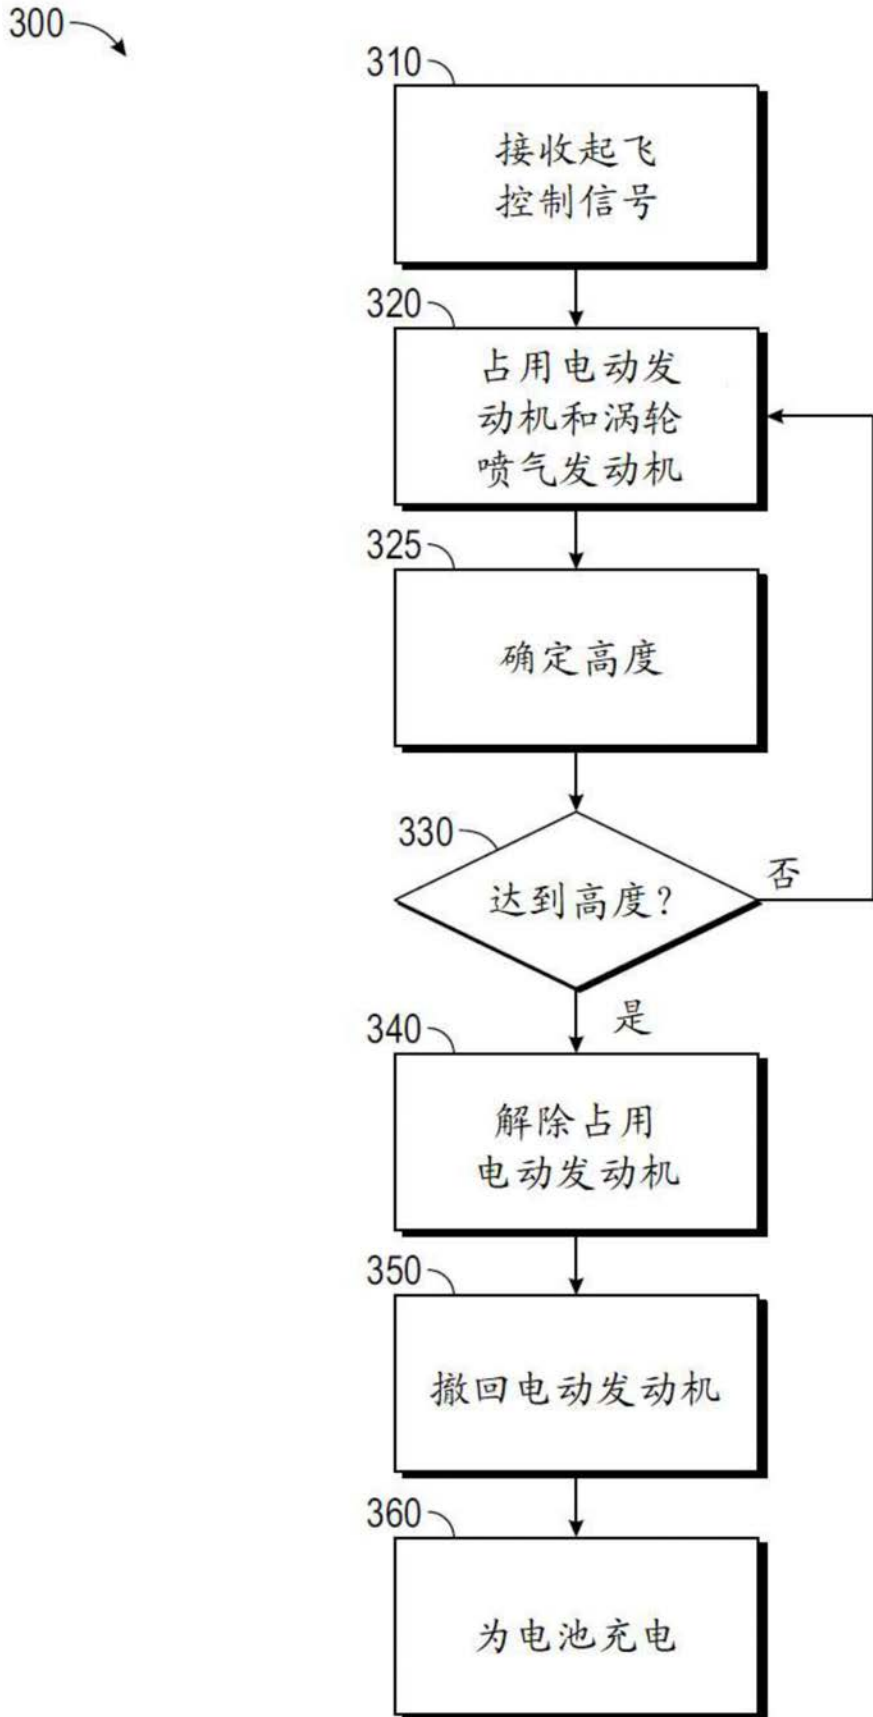 300
310
接收起飞
控制信号
320
占用电动发
动机和涡轮
喷气发动机
325
确定高度
330
达到高度?
否
是
340
解除占用
电动发动机
350
撤回电动发动机
360
为电池充电